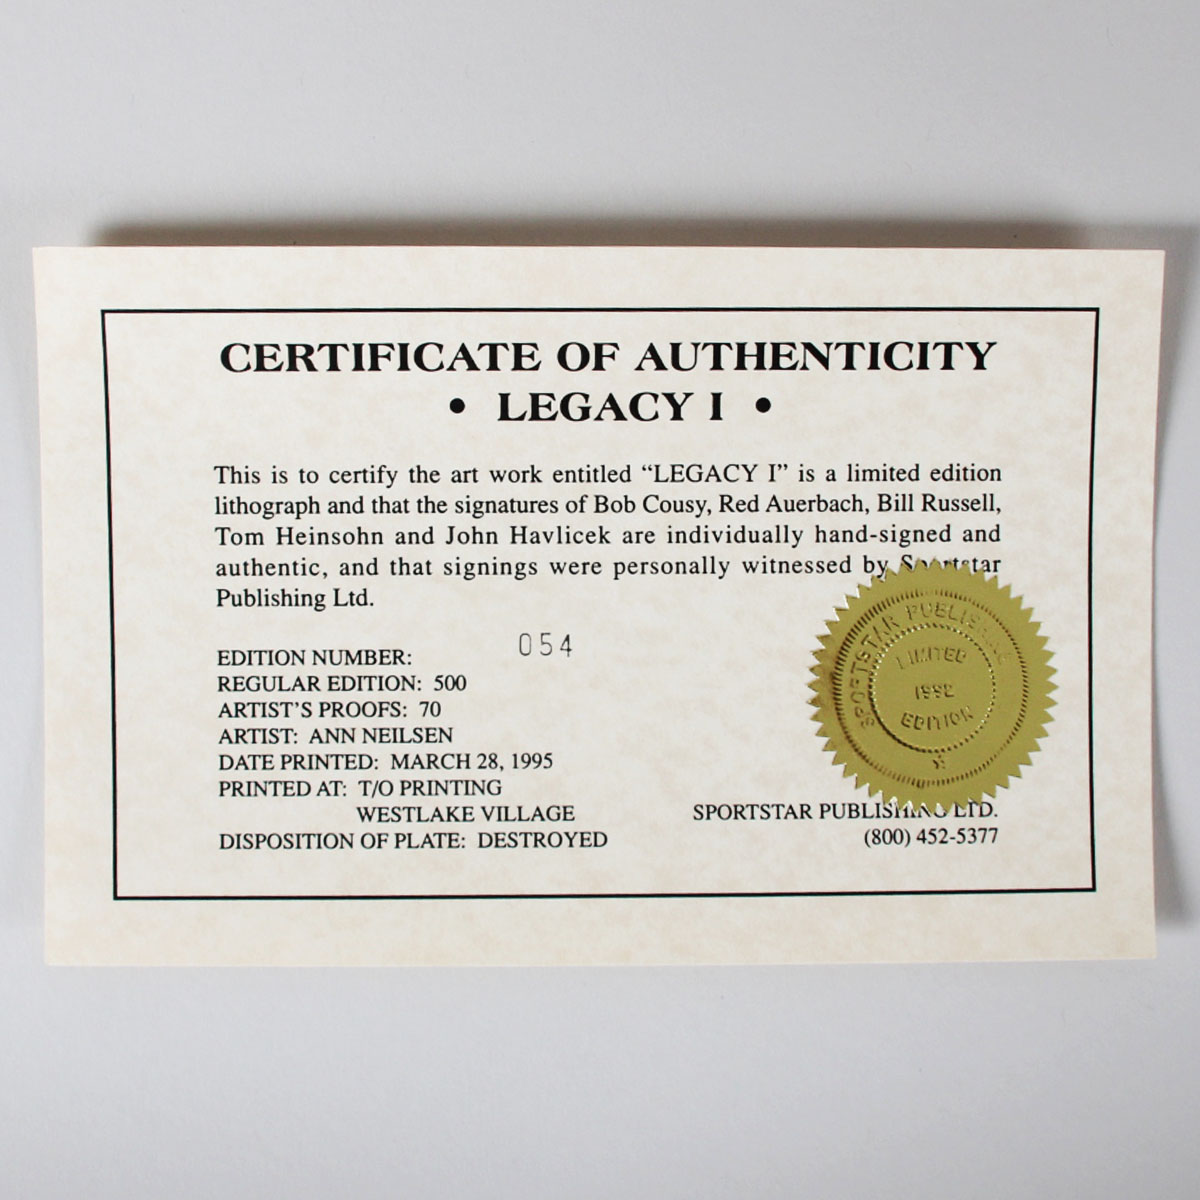 CERTIFICATE OF AUTHENTICITY
• LEGACY I •
This is to certify the art work entitled “LEGACY I” is a limited edition
lithograph and that the signatures of Bob Cousy, Red Auerbach, Bill Russell,
Tom Heinsohn and John Havlicek are individually hand-signed and
authentic, and that signings were personally witnessed by Sportstar
Publishing Ltd.
EDITION NUMBER: 054
REGULAR EDITION: 500
ARTIST'S PROOFS: 70
ARTIST: ANN NEILSEN
DATE PRINTED: MARCH 28, 1995
PRINTED AT: T/O PRINTING
WESTLAKE VILLAGE
DISPOSITION OF PLATE: DESTROYED
SPORTSTAR PUBLISHING
LIMITED
1992
EDITION
SPORTSTAR PUBLISHING LTD.
(800) 452-5377